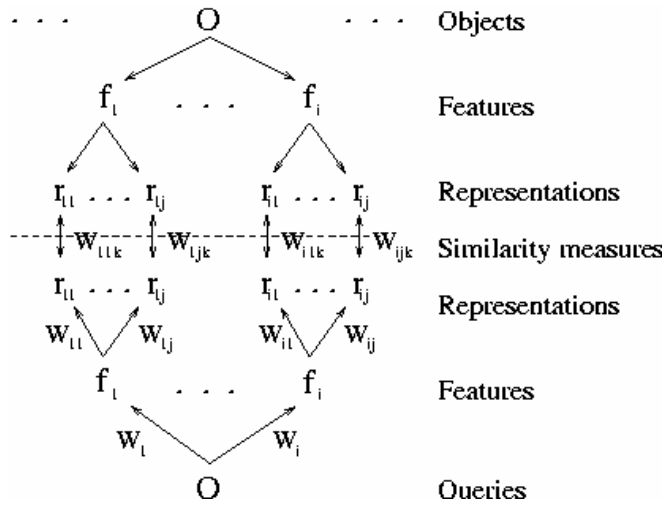 . . . O . . . Objects
f1 . . . fi Features
r11 . . . r1j ri1 . . . rij Representations
w11k w1jk wi1k wijk Similarity measures
r11 . . . r1j ri1 . . . rij Representations
w11 w1j wi1 wij
f1 . . . fi Features
w1 wi
O Queries